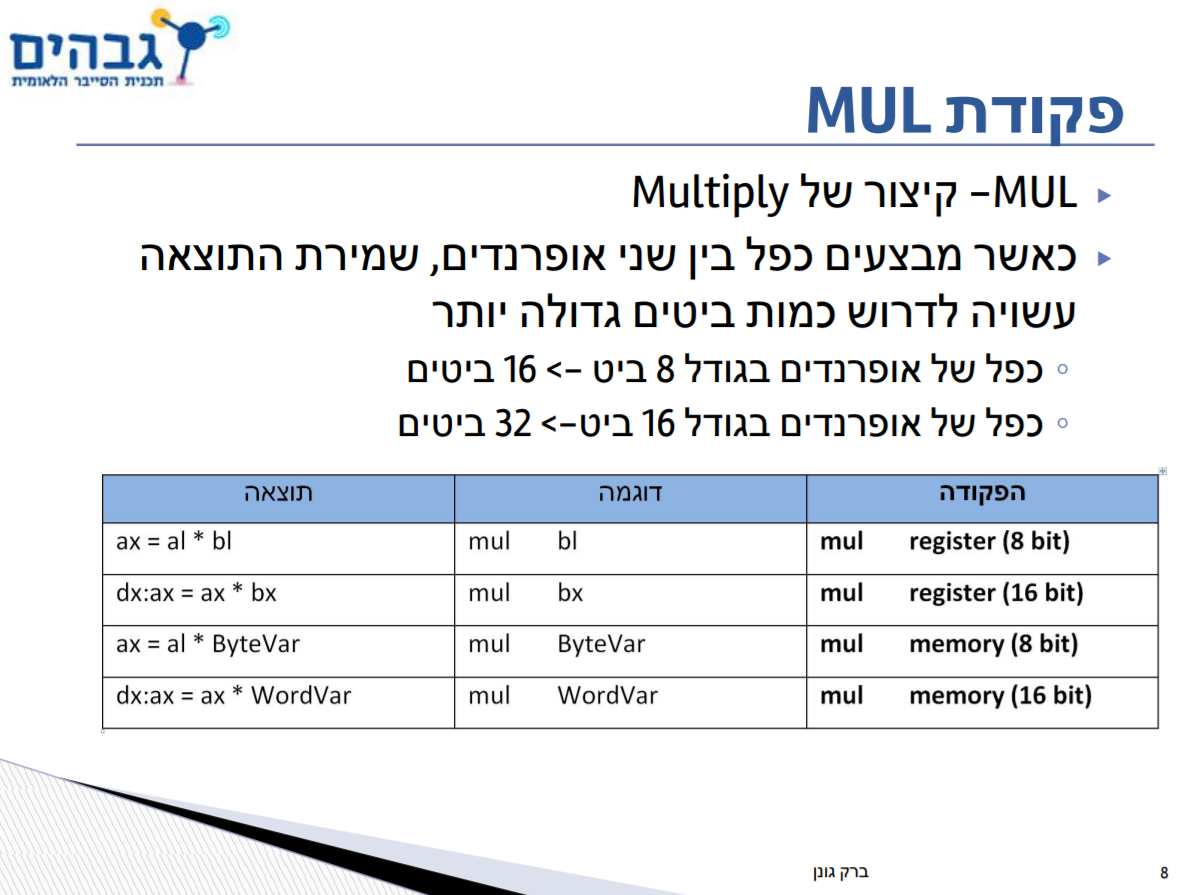 גבהים
תכנית הסייבר הלאומית
פקודת MUL
MUL– קיצור של Multiply
כאשר מבצעים כפל בין שני אופרנדים, שמירת התוצאה
עשויה לדרוש כמות ביטים גדולה יותר
כפל של אופרנדים בגודל 8 ביט –> 16 ביטים
כפל של אופרנדים בגודל 16 ביט–> 32 ביטים
הפקודה דוגמה תוצאה
mul register (8 bit) mul bl ax = al * bl
mul register (16 bit) mul bx dx:ax = ax * bx
mul memory (8 bit) mul ByteVar ax = al * ByteVar
mul memory (16 bit) mul WordVar dx:ax = ax * WordVar
ברק גונן
8